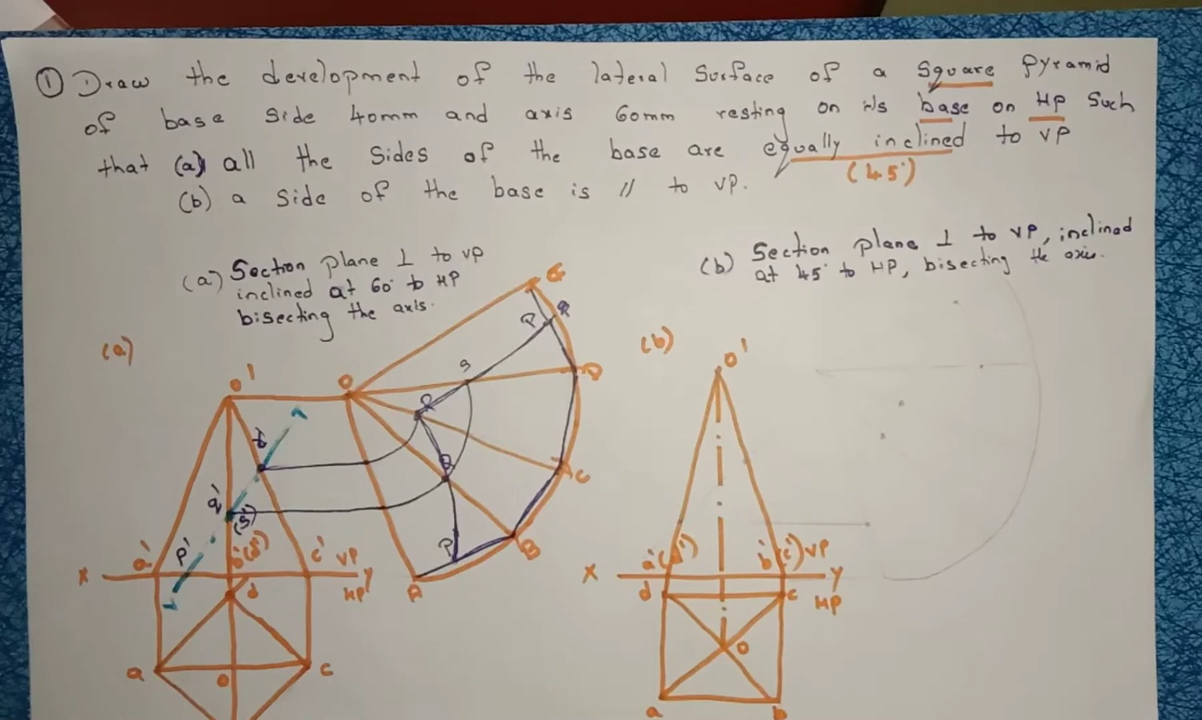 ① Draw the development of the lateral Surface of a Square Pyramid
of base side 40mm and axis 60mm resting on its base on HP Such
that (a) all the Sides of the base are equally inclined to VP
(45°)
(b) a Side of the base is // to VP.
(a) Section plane ⊥ to VP
inclined at 60° to HP
bisecting the axis.
(b) Section plane ⊥ to VP, inclined
at 45° to HP, bisecting the axis.
(a)
o'
O
S
R
Q
P
D
C
B
A
q'
(s')
p'
a'
b'(d')
c'
VP
X
Y
HP
d
a
o
c
(b)
o'
a'(d')
b'(c')
VP
X
Y
HP
d
c
o
a
b